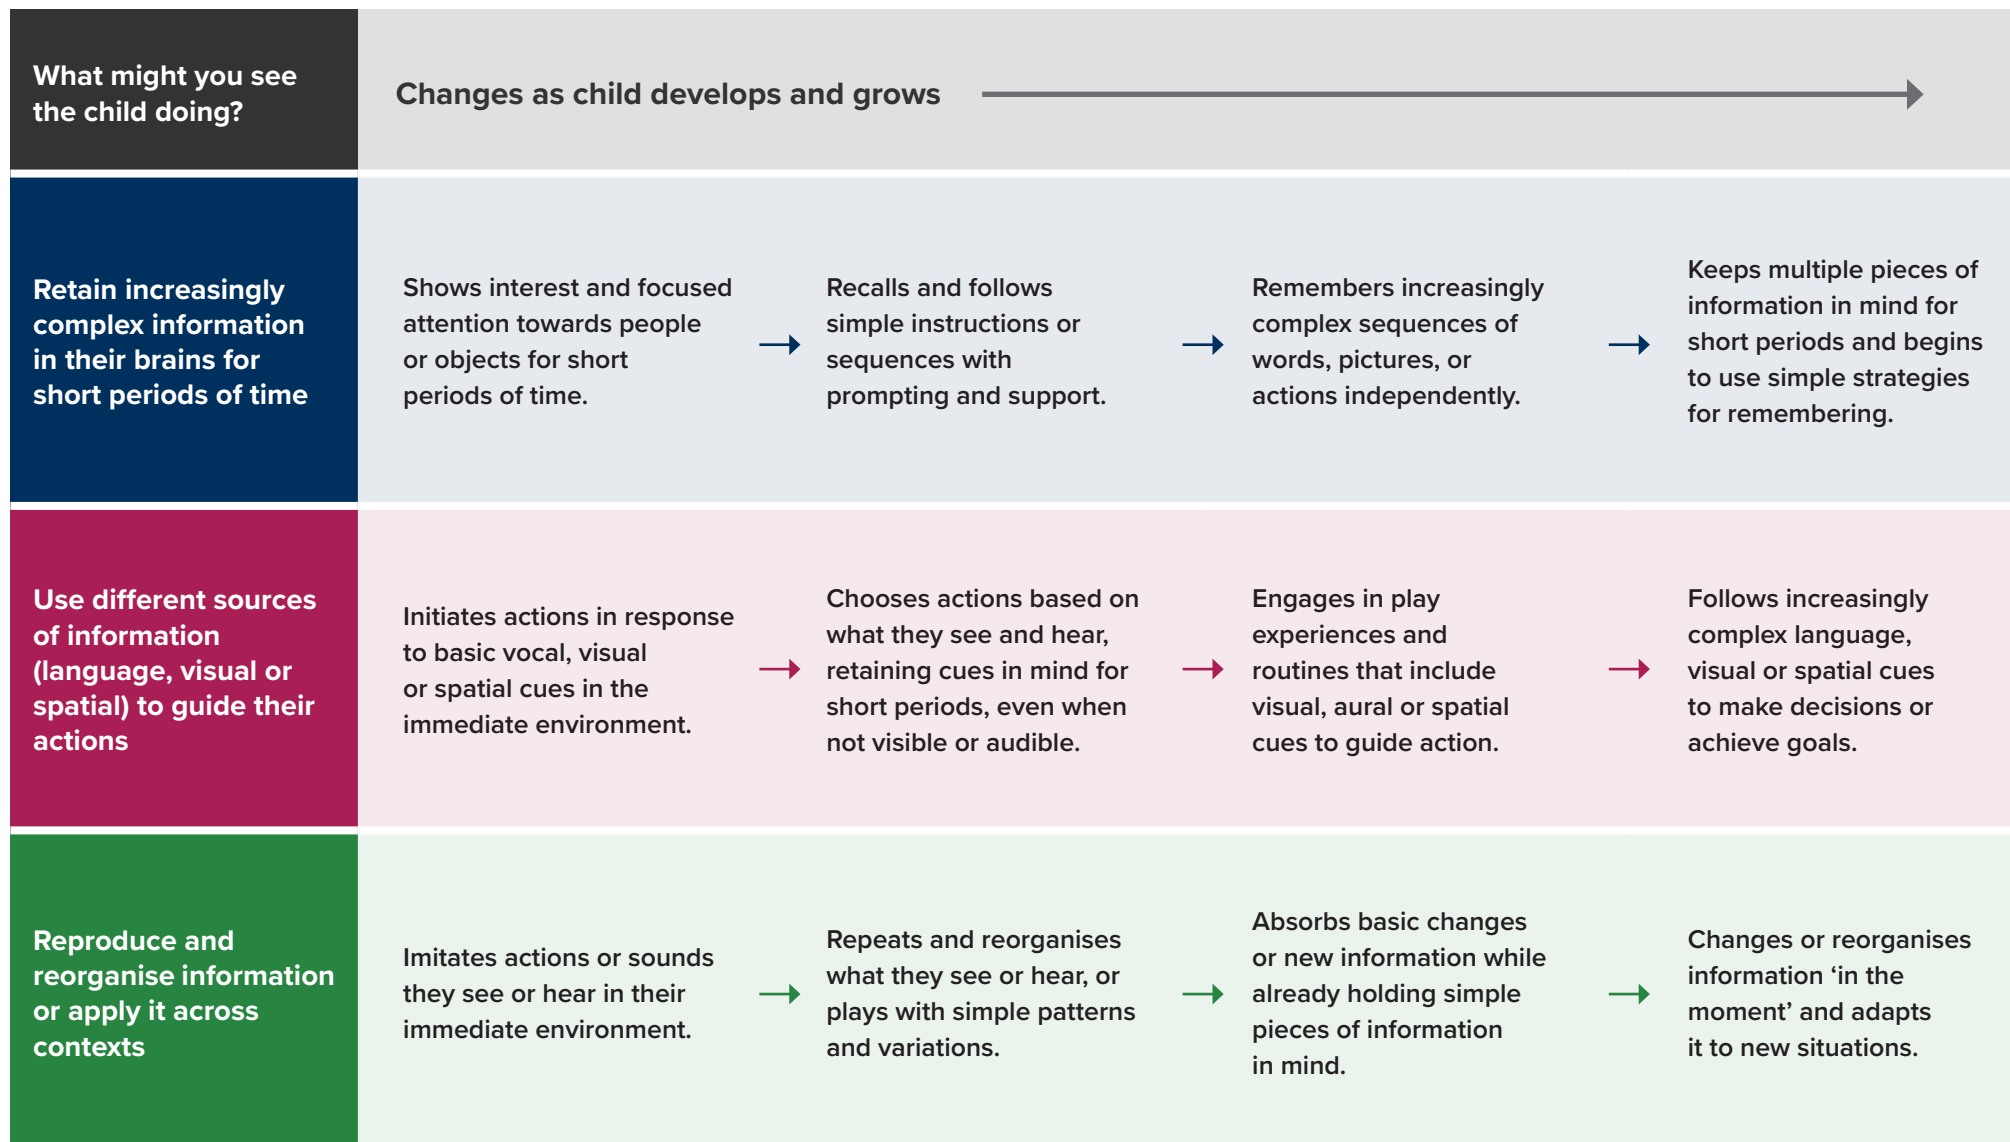 What might you see
the child doing?
Changes as child develops and grows
Retain increasingly
complex information
in their brains for
short periods of time
Shows interest and focused
attention towards people
or objects for short
periods of time.
Recalls and follows
simple instructions or
sequences with
prompting and support.
Remembers increasingly
complex sequences of
words, pictures, or
actions independently.
Keeps multiple pieces of
information in mind for
short periods and begins
to use simple strategies
for remembering.
Use different sources
of information
(language, visual or
spatial) to guide their
actions
Initiates actions in response
to basic vocal, visual
or spatial cues in the
immediate environment.
Chooses actions based on
what they see and hear,
retaining cues in mind for
short periods, even when
not visible or audible.
Engages in play
experiences and
routines that include
visual, aural or spatial
cues to guide action.
Follows increasingly
complex language,
visual or spatial cues
to make decisions or
achieve goals.
Reproduce and
reorganise information
or apply it across
contexts
Imitates actions or sounds
they see or hear in their
immediate environment.
Repeats and reorganises
what they see or hear, or
plays with simple patterns
and variations.
Absorbs basic changes
or new information while
already holding simple
pieces of information
in mind.
Changes or reorganises
information ‘in the
moment’ and adapts
it to new situations.